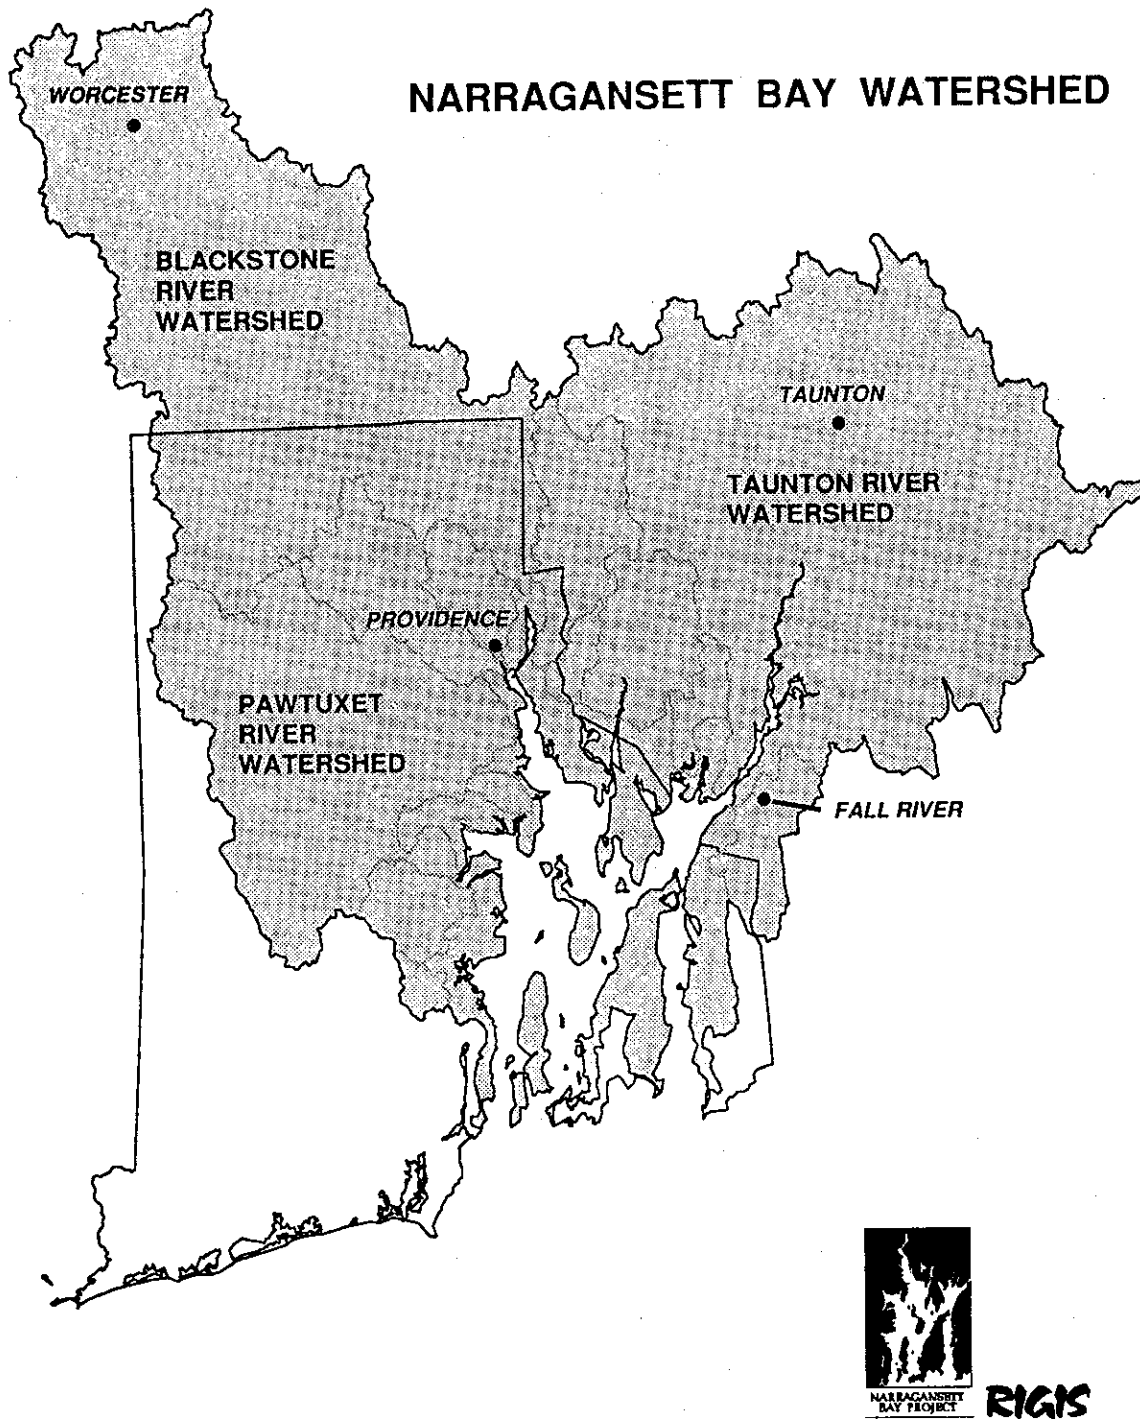 NARRAGANSETT BAY WATERSHED
WORCESTER
BLACKSTONE
RIVER
WATERSHED
TAUNTON
TAUNTON RIVER
WATERSHED
PROVIDENCE
PAWTUXET
RIVER
WATERSHED
FALL RIVER
NARRAGANSETT
BAY PROJECT
RIGIS